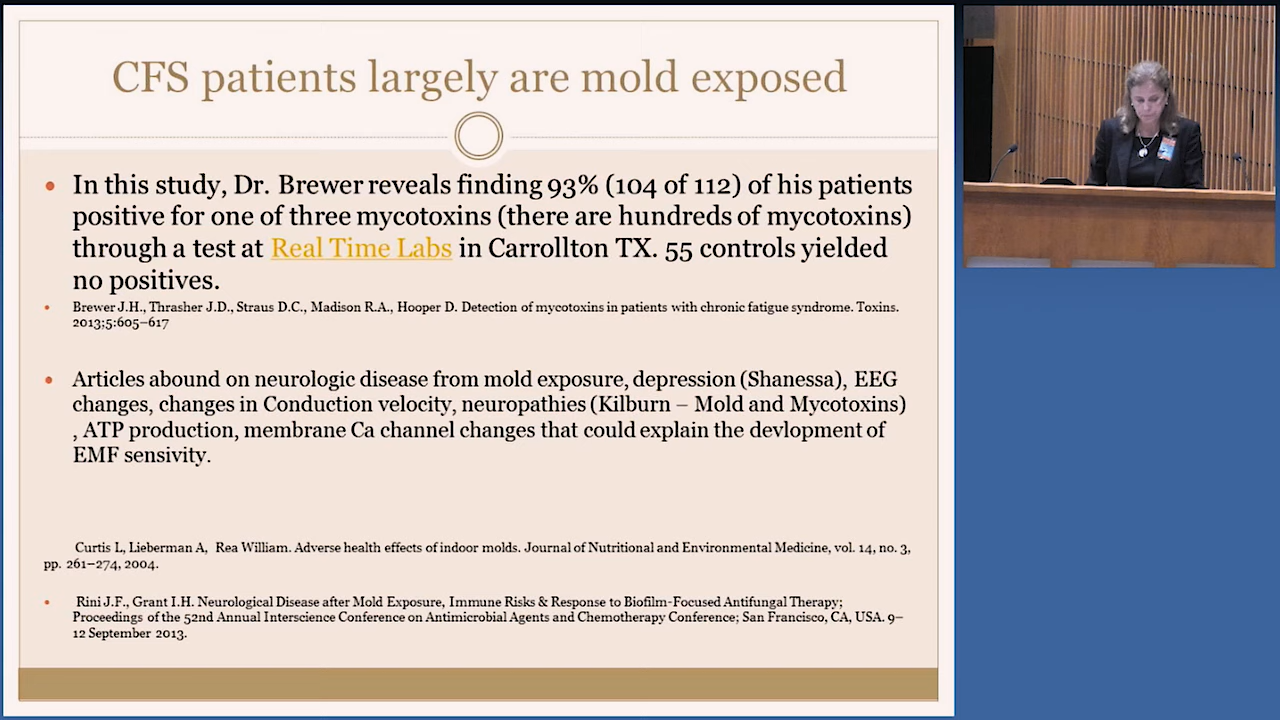 CFS patients largely are mold exposed
In this study, Dr. Brewer reveals finding 93% (104 of 112) of his patients
positive for one of three mycotoxins (there are hundreds of mycotoxins)
through a test at Real Time Labs in Carrollton TX. 55 controls yielded
no positives.
Brewer J.H., Thrasher J.D., Straus D.C., Madison R.A., Hooper D. Detection of mycotoxins in patients with chronic fatigue syndrome. Toxins.
2013;5:605–617
Articles abound on neurologic disease from mold exposure, depression (Shanessa), EEG
changes, changes in Conduction velocity, neuropathies (Kilburn – Mold and Mycotoxins)
, ATP production, membrane Ca channel changes that could explain the devlopment of
EMF sensivity.
Curtis L, Lieberman A, Rea William. Adverse health effects of indoor molds. Journal of Nutritional and Environmental Medicine, vol. 14, no. 3,
pp. 261–274, 2004.
Rini J.F., Grant I.H. Neurological Disease after Mold Exposure, Immune Risks & Response to Biofilm-Focused Antifungal Therapy;
Proceedings of the 52nd Annual Interscience Conference on Antimicrobial Agents and Chemotherapy Conference; San Francisco, CA, USA. 9–
12 September 2013.